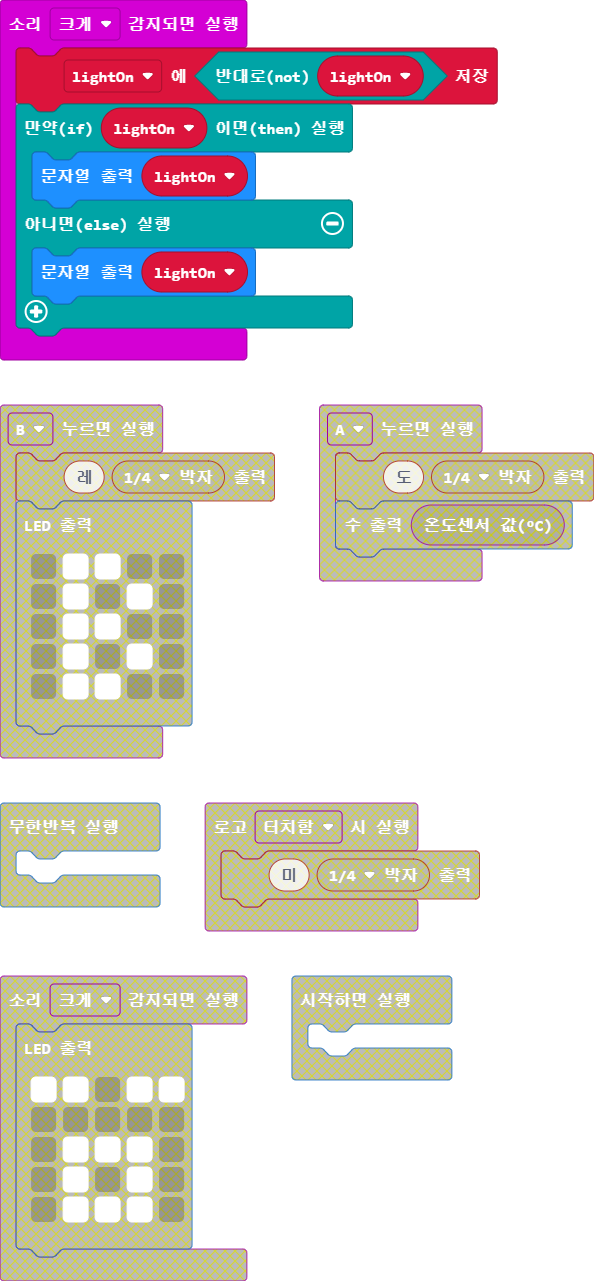 소리 크게 감지되면 실행
lightOn 에 반대로(not) lightOn 저장
만약(if) lightOn 이면(then) 실행
문자열 출력 lightOn
아니면(else) 실행
문자열 출력 lightOn
B 누르면 실행
레 1/4 박자 출력
LED 출력
A 누르면 실행
도 1/4 박자 출력
수 출력 온도센서 값(ºC)
무한반복 실행
로고 터치함 시 실행
미 1/4 박자 출력
소리 크게 감지되면 실행
LED 출력
시작하면 실행